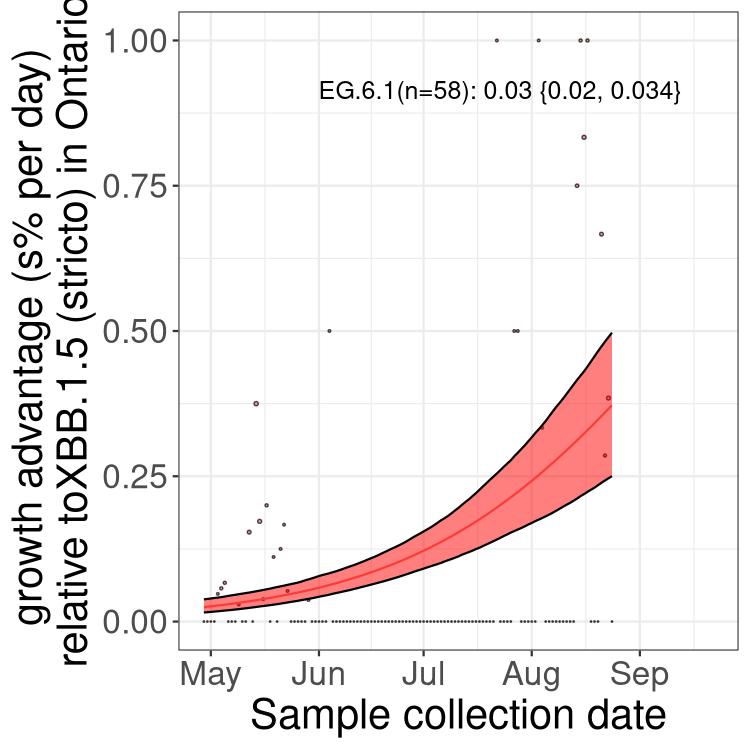 growth advantage (s% per day)
relative toXBB.1.5 (stricto) in Ontario
1.00
0.75
0.50
0.25
0.00
EG.6.1(n=58): 0.03 {0.02, 0.034}
May Jun Jul Aug Sep
Sample collection date